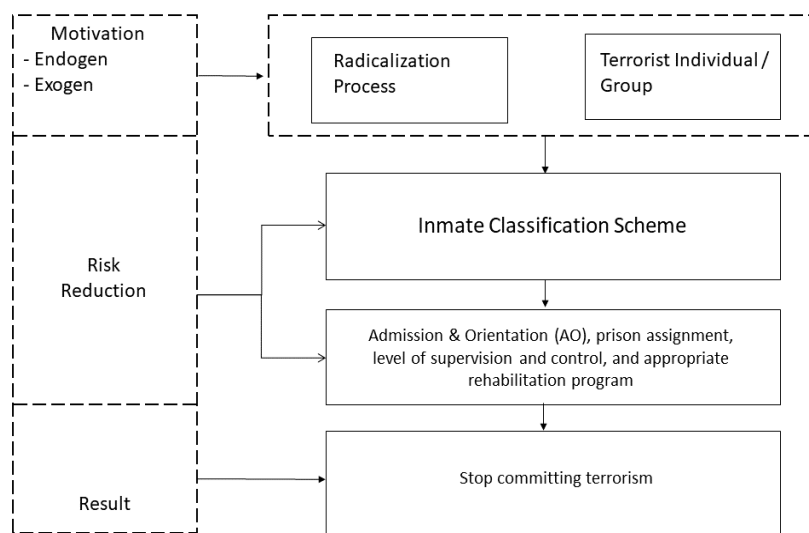 Motivation
- Endogen
- Exogen
Radicalization
Process
Terrorist Individual /
Group
Risk
Reduction
Inmate Classification Scheme
Admission & Orientation (AO), prison assignment,
level of supervision and control, and appropriate
rehabilitation program
Result
Stop committing terrorism